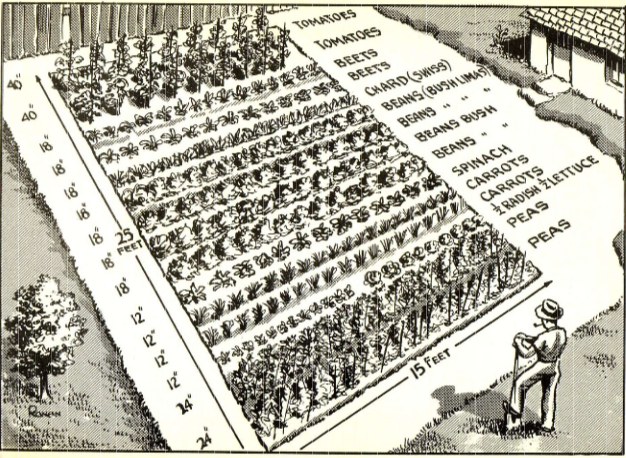 TOMATOES
TOMATOES
BEETS
BEETS
CHARD (SWISS)
BEANS (BUSH LIMA)
BEANS " " "
BEANS BUSH
BEANS " "
SPINACH
CARROTS
CARROTS
½ RADISH ½ LETTUCE
PEAS
PEAS
40"
40"
18"
18"
18"
18"
18"
18"
18"
12"
12"
12"
24"
24"
25 FEET
15 FEET
ROWAN